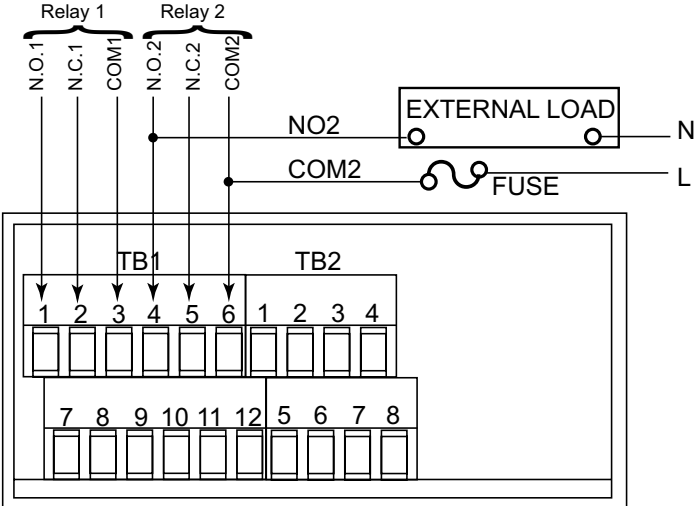 Relay 1 Relay 2
N.O.1 N.C.1 COM1 N.O.2 N.C.2 COM2
EXTERNAL LOAD
NO2 N
COM2 L
FUSE
TB1 TB2
1 2 3 4 5 6 1 2 3 4
7 8 9 10 11 12 5 6 7 8